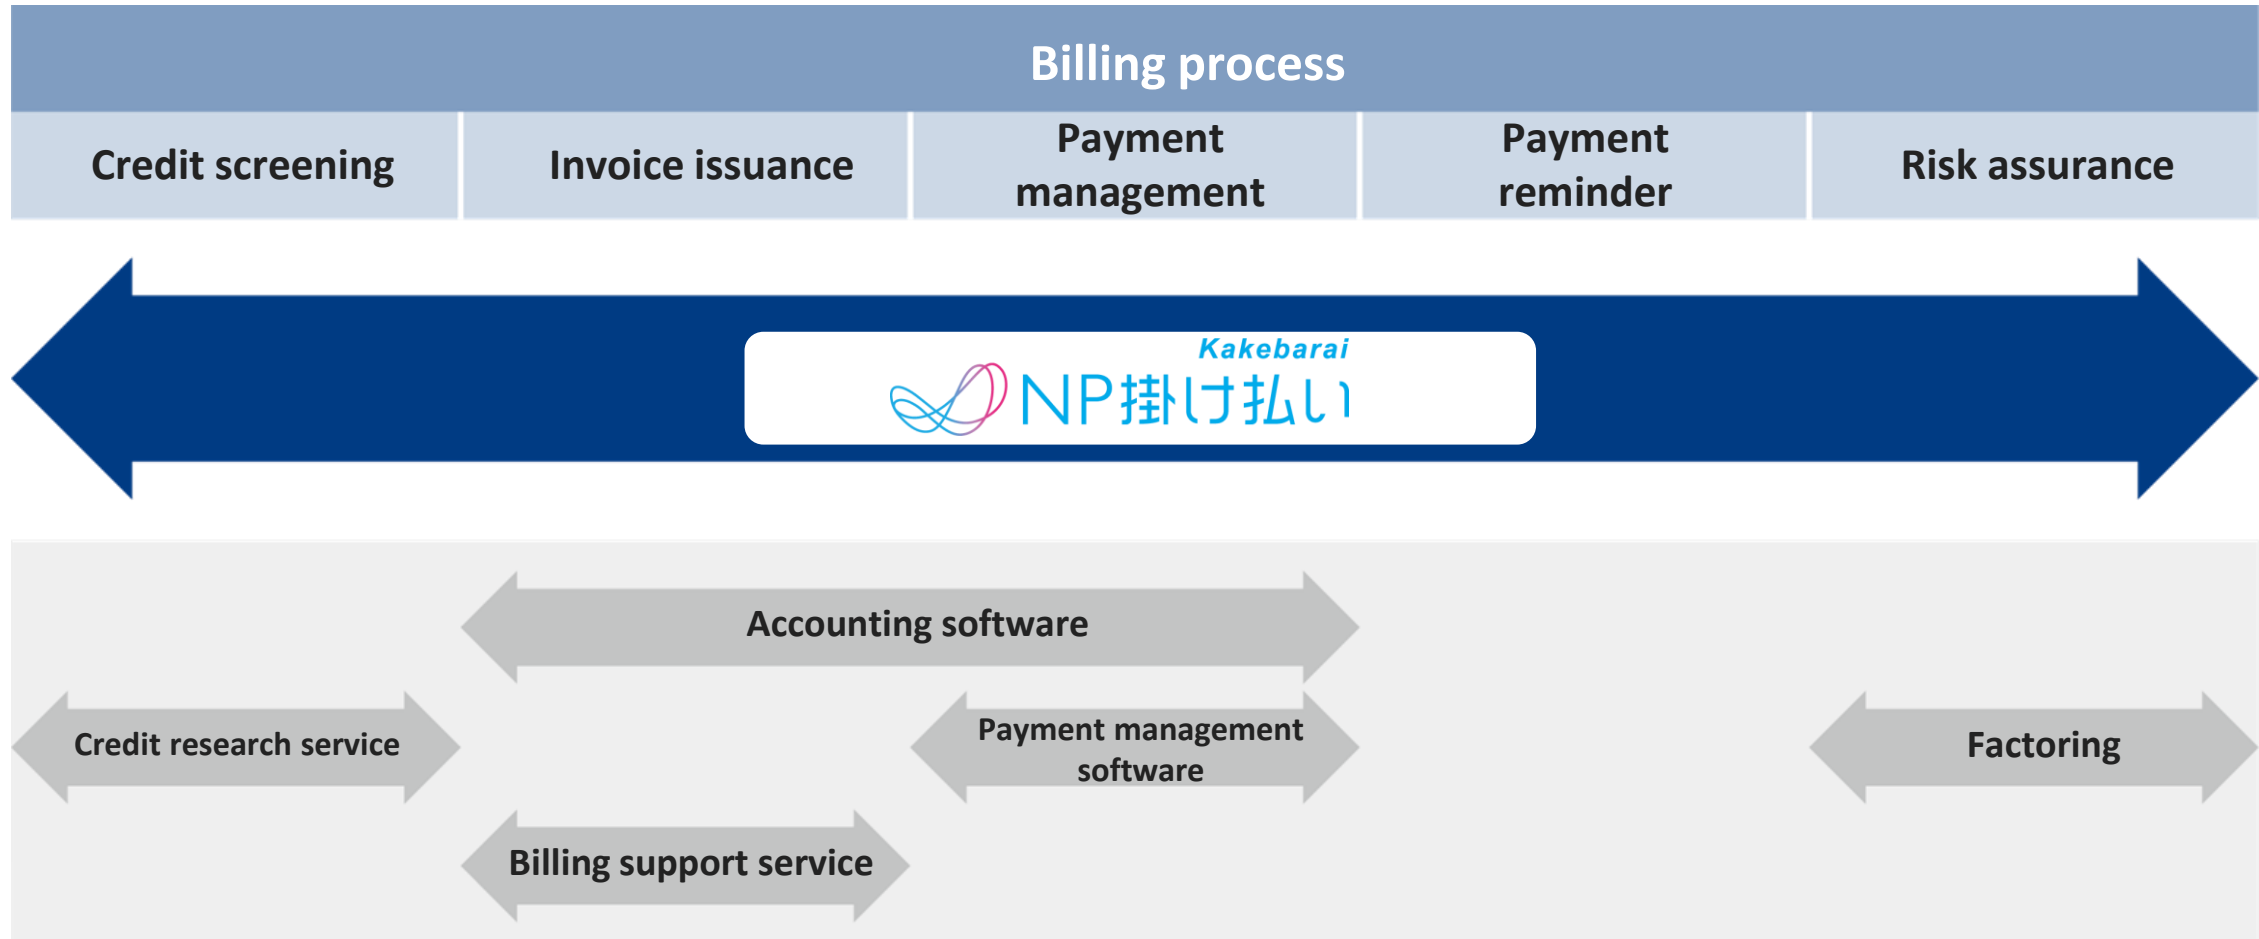 Billing process
Credit screening
Invoice issuance
Payment
management
Payment
reminder
Risk assurance
Kakebarai
NP掛け払い
Accounting software
Credit research service
Payment management
software
Factoring
Billing support service